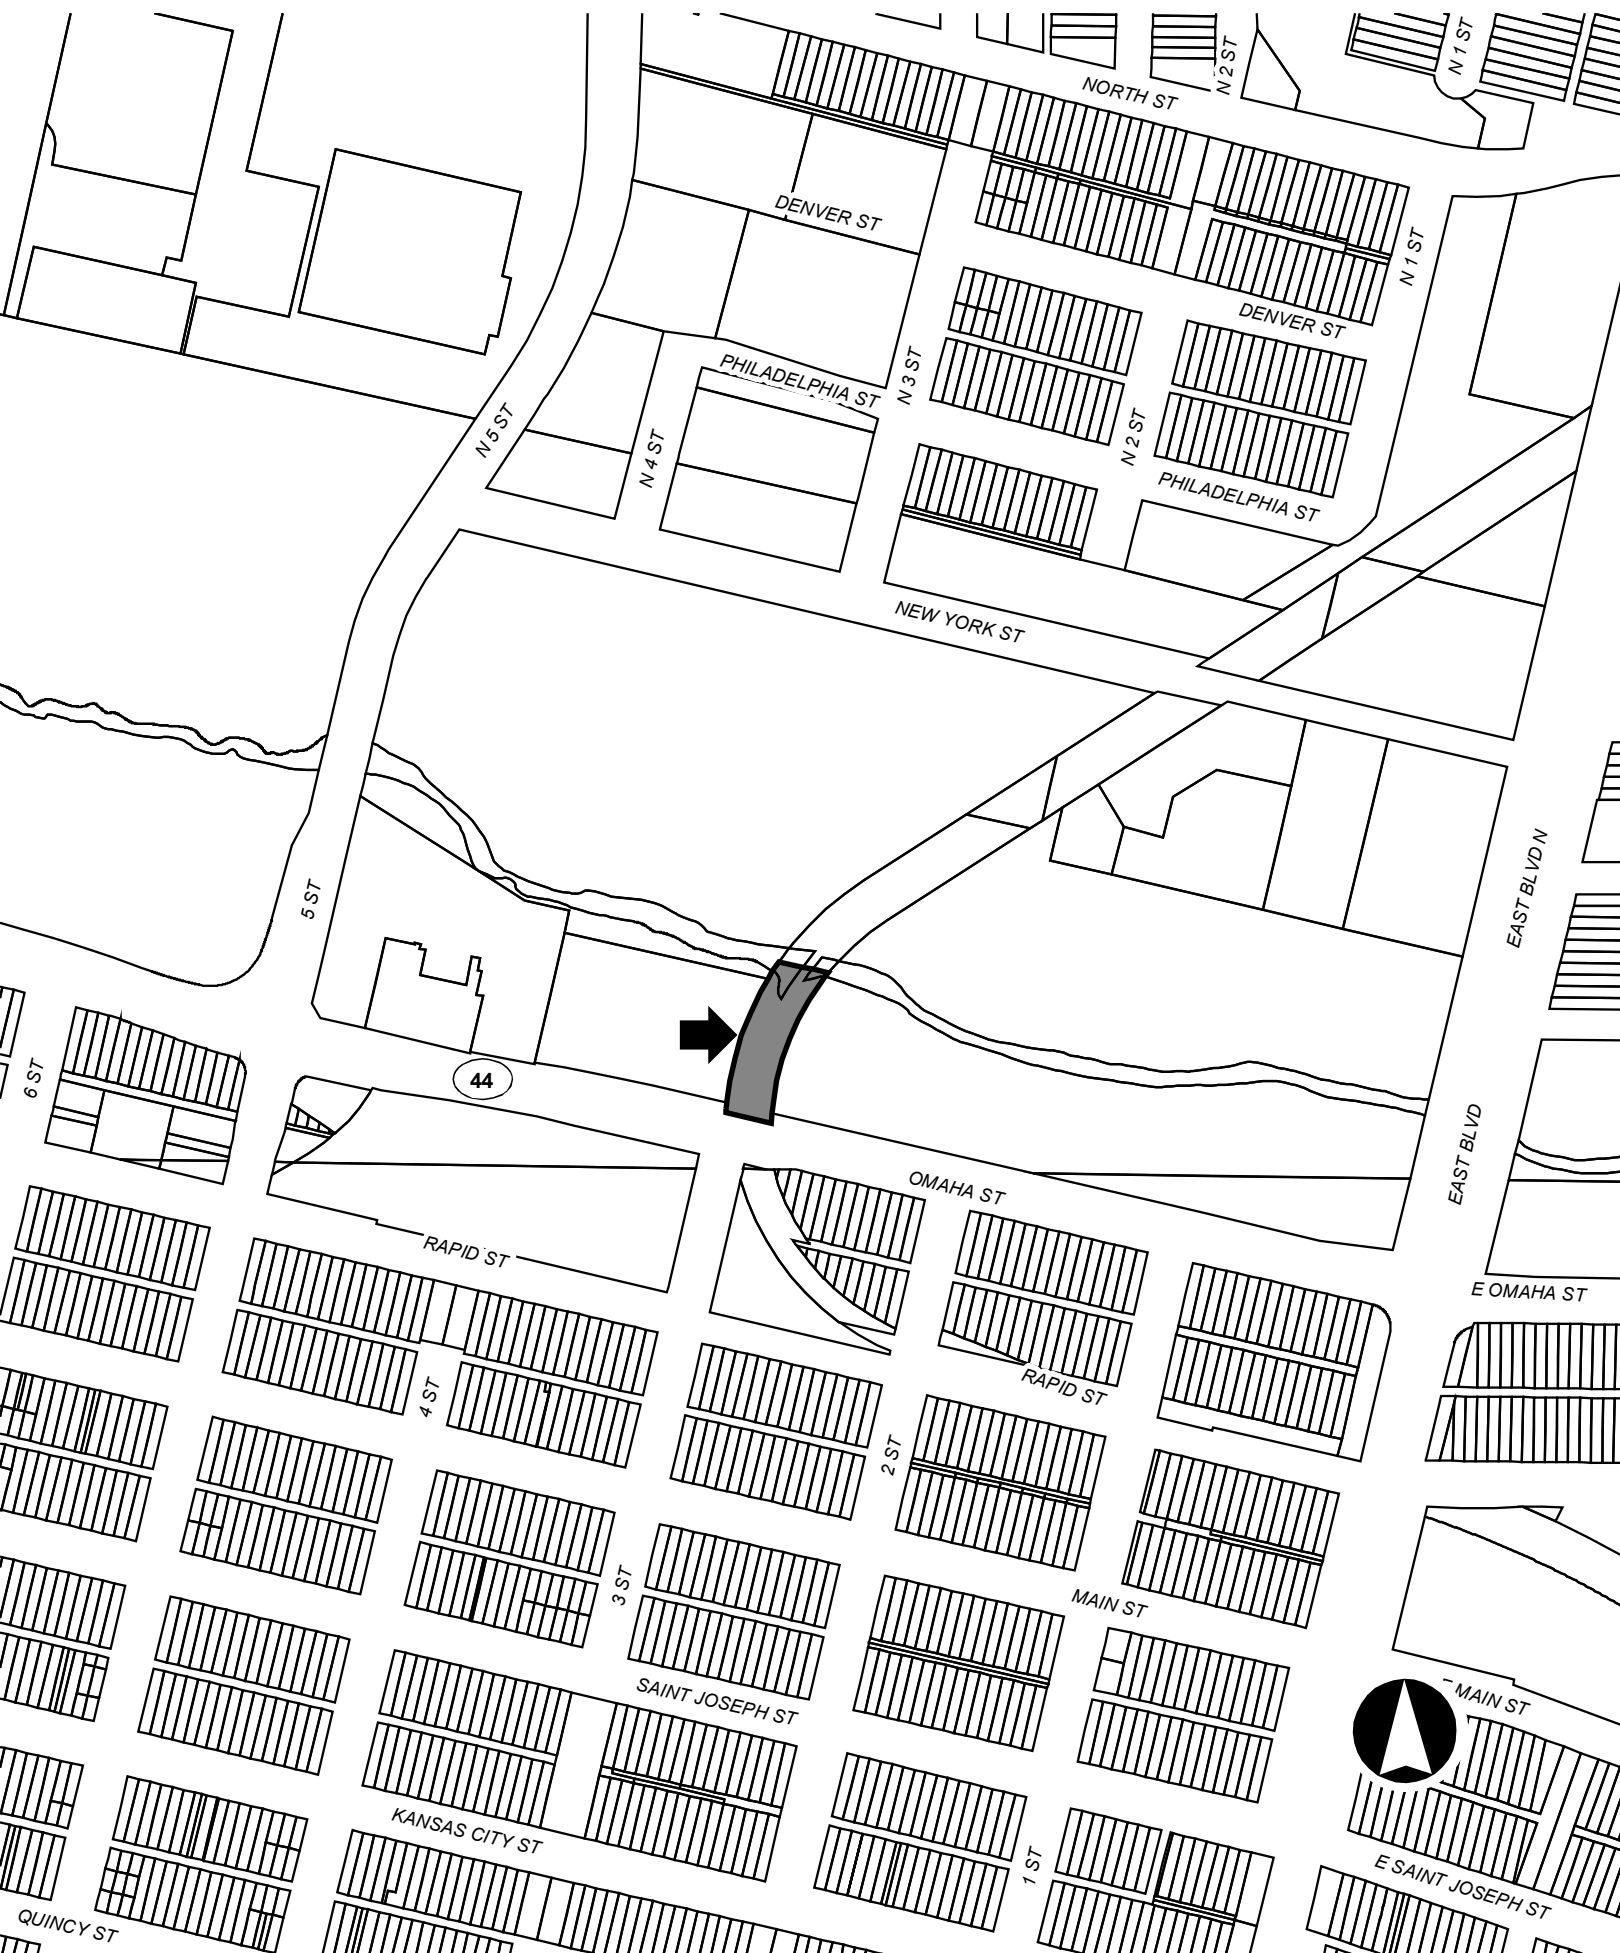 N 1 ST
N 2 ST
NORTH ST
DENVER ST
N 1 ST
DENVER ST
PHILADELPHIA ST
N 3 ST
N 5 ST
N 4 ST
N 2 ST
PHILADELPHIA ST
NEW YORK ST
EAST BLVD N
5 ST
6 ST
44
EAST BLVD
OMAHA ST
RAPID ST
E OMAHA ST
RAPID ST
4 ST
2 ST
3 ST
MAIN ST
SAINT JOSEPH ST
MAIN ST
KANSAS CITY ST
1 ST
E SAINT JOSEPH ST
QUINCY ST